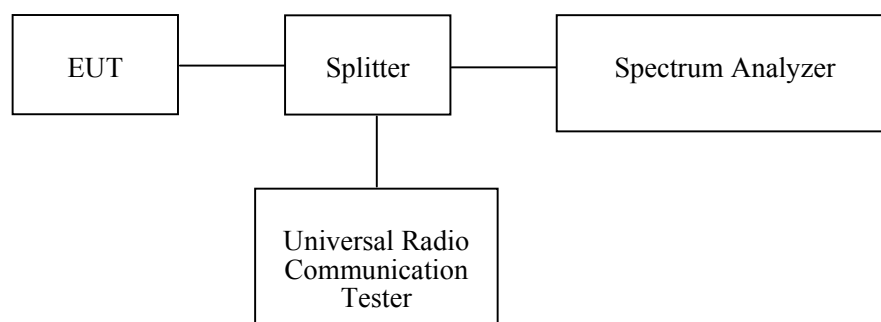 EUT
Splitter
Spectrum Analyzer
Universal Radio
Communication
Tester